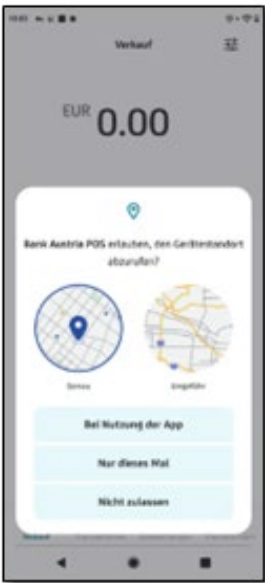 Verkauf
EUR 0.00
Bank Austria POS erlauben, den Gerätestandort
abzurufen?
Genau Ungefähr
Bei Nutzung der App
Nur dieses Mal
Nicht zulassen